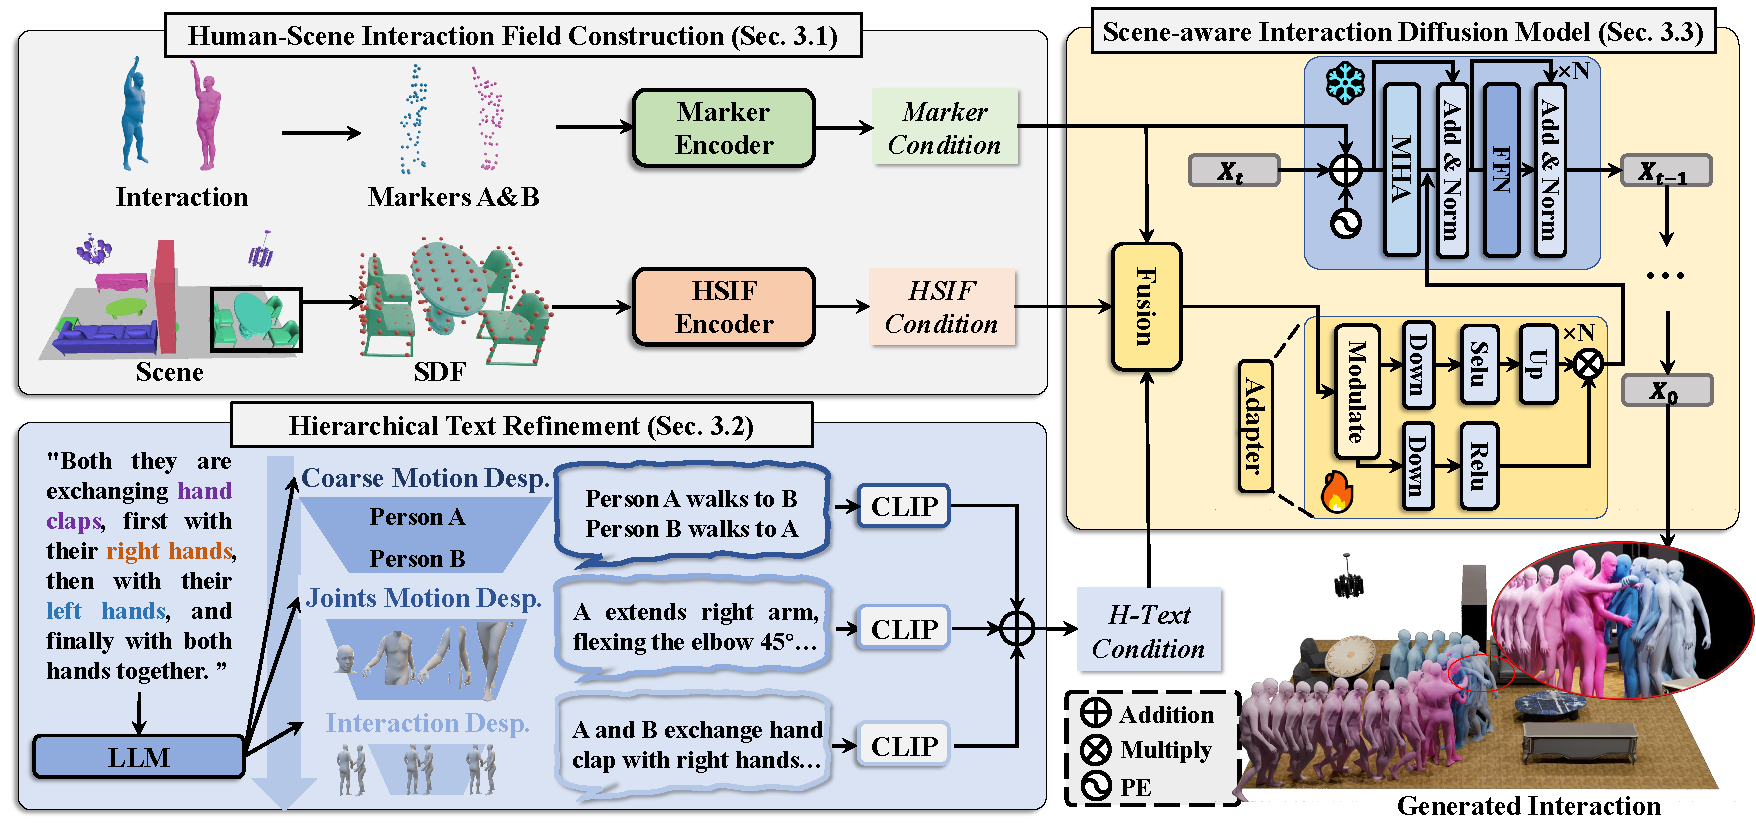 Human-Scene Interaction Field Construction (Sec. 3.1)
Interaction
Markers A&B
Marker
Encoder
Marker
Condition
Scene
SDF
HSIF
Encoder
HSIF
Condition
Hierarchical Text Refinement (Sec. 3.2)
"Both they are
exchanging hand
claps, first with
their right hands,
then with their
left hands, and
finally with both
hands together. ”
LLM
Coarse Motion Desp.
Person A
Person B
Joints Motion Desp.
Interaction Desp.
Person A walks to B
Person B walks to A
A extends right arm,
flexing the elbow 45°…
A and B exchange hand
clap with right hands…
CLIP
CLIP
CLIP
H-Text
Condition
Scene-aware Interaction Diffusion Model (Sec. 3.3)
×N
Xt
MHA
Add & Norm
FFN
Add & Norm
Xt−1
...
X0
Fusion
Adapter
×N
Modulate
Down
Selu
Up
Down
Relu
Addition
Multiply
PE
Generated Interaction